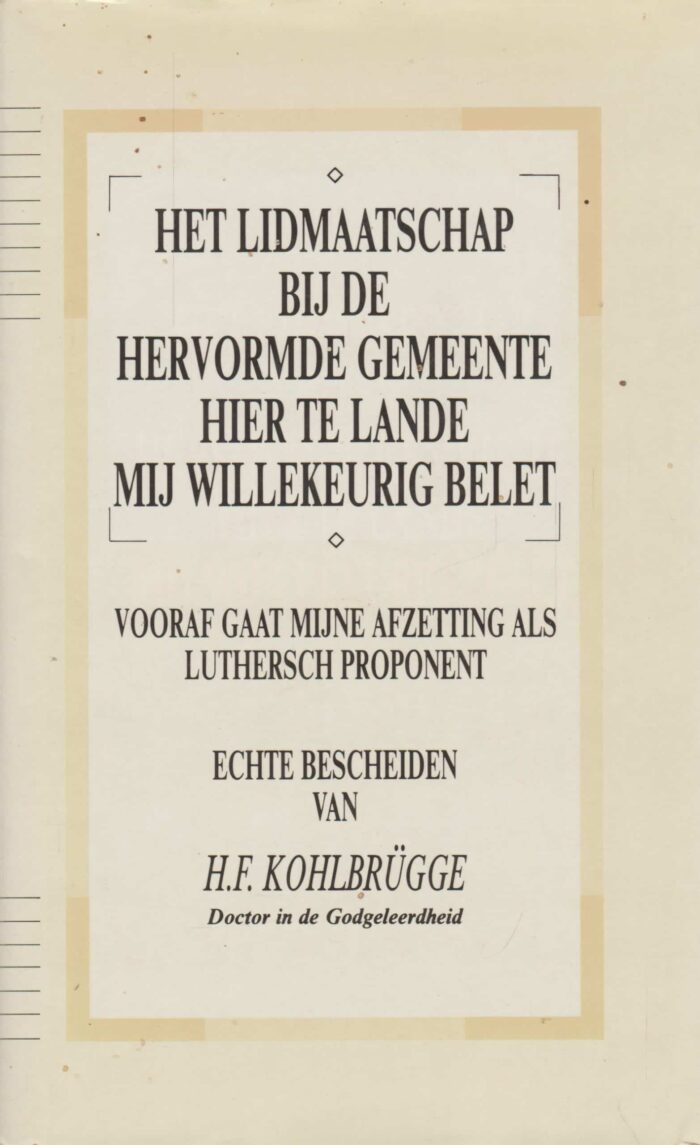 HET LIDMAATSCHAP
BIJ DE
HERVORMDE GEMEENTE
HIER TE LANDE
MIJ WILLEKEURIG BELET
VOORAF GAAT MIJNE AFZETTING ALS
LUTHERSCH PROPONENT
ECHTE BESCHEIDEN
VAN
H.F. KOHLBRÜGGE
Doctor in de Godgeleerdheid